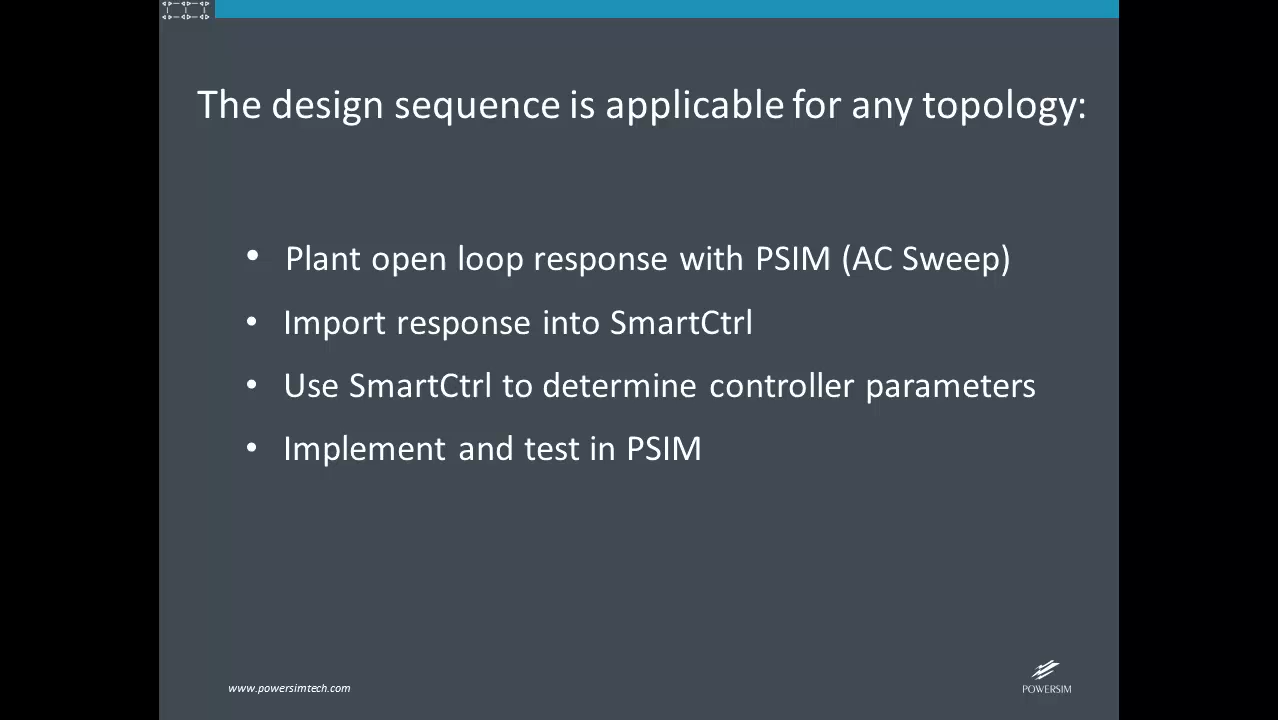 The design sequence is applicable for any topology:
• Plant open loop response with PSIM (AC Sweep)
• Import response into SmartCtrl
• Use SmartCtrl to determine controller parameters
• Implement and test in PSIM
www.powersimtech.com
POWERSIM